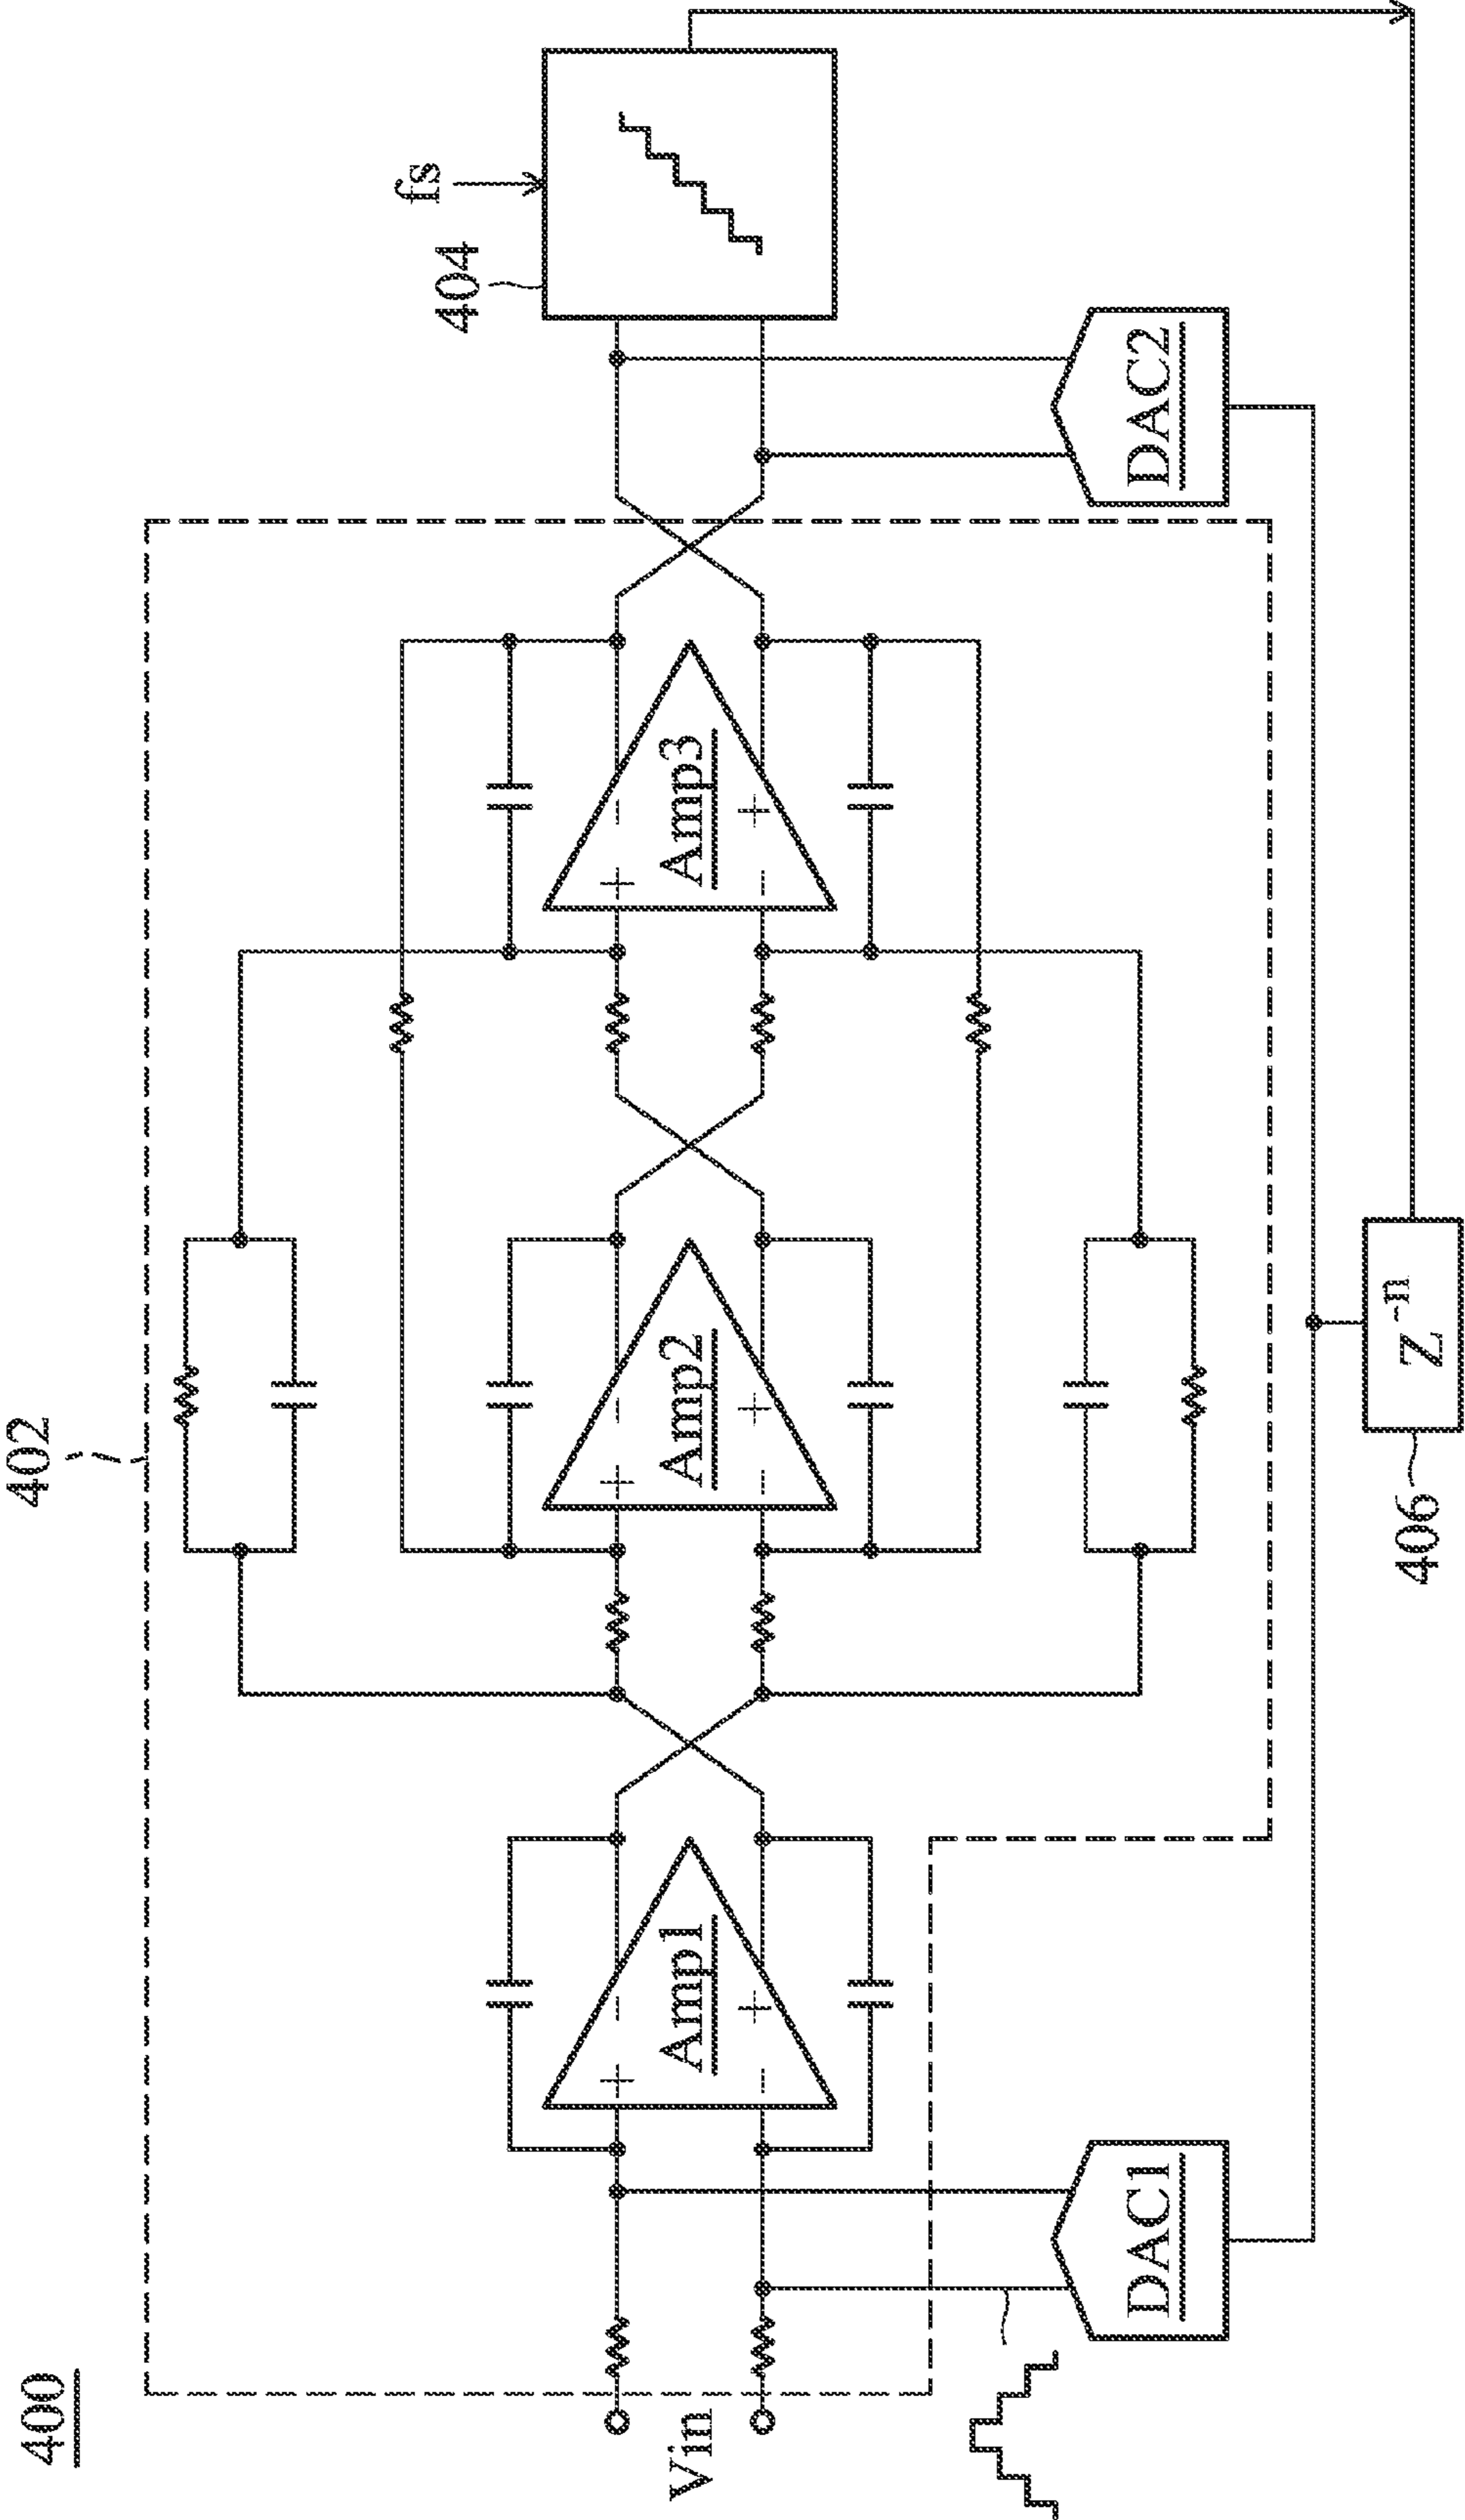 400
402
404
fs
Vin
+
−
−
+
Amp1
+
−
−
+
Amp2
+
−
−
+
Amp3
DAC1
DAC2
406
Z⁻ⁿ